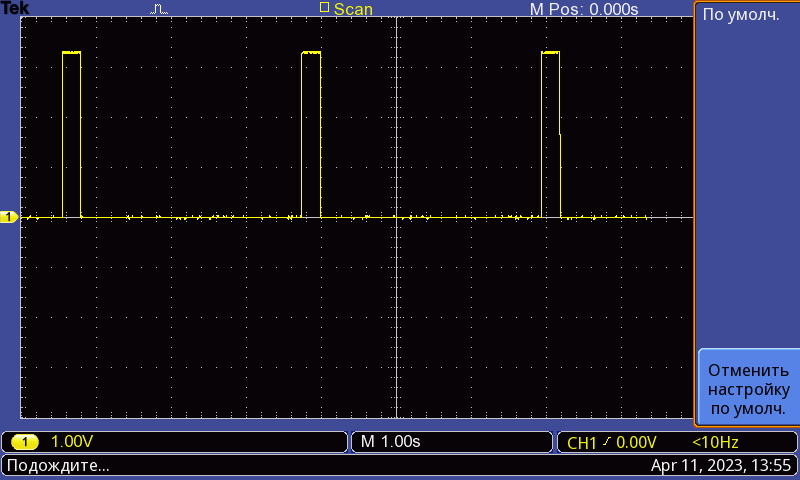 Tek
Scan
M Pos: 0.000s
По умолч.
1
Отменить
настройку
по умолч.
1 1.00V
M 1.00s
CH1 0.00V <10Hz
Подождите...
Apr 11, 2023, 13:55